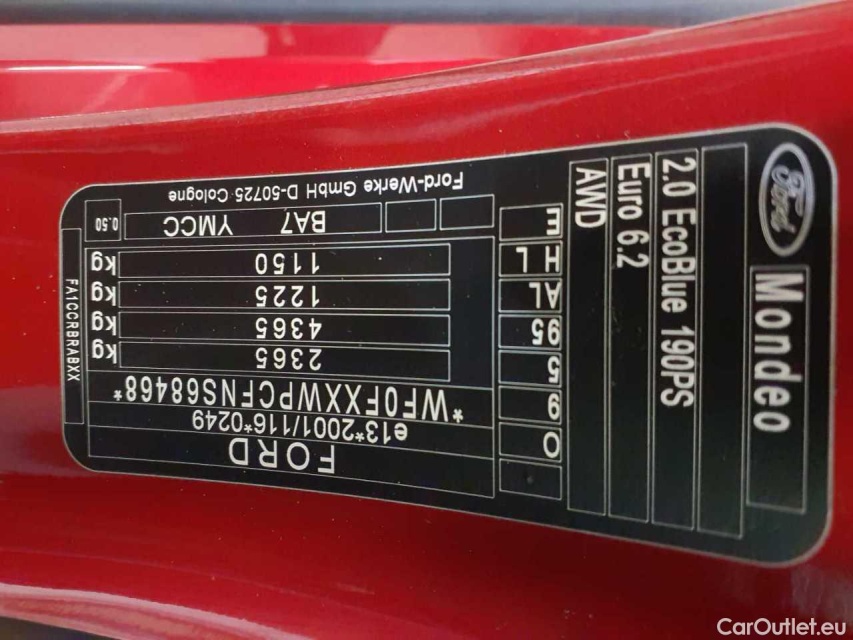 Ford
Mondeo
2.0 EcoBlue 190PS
Euro 6.2
AWD
FORD
e13*2001/116*0249
*WF0FXXWPCFNS68468*
2365 kg
4365 kg
1225 kg
1150 kg
BA7 YMCC
0.50
Ford-Werke GmbH D-50725 Cologne
O
9
5
95
AL
H L
E
FA1CCRBRABXX
CarOutlet.eu